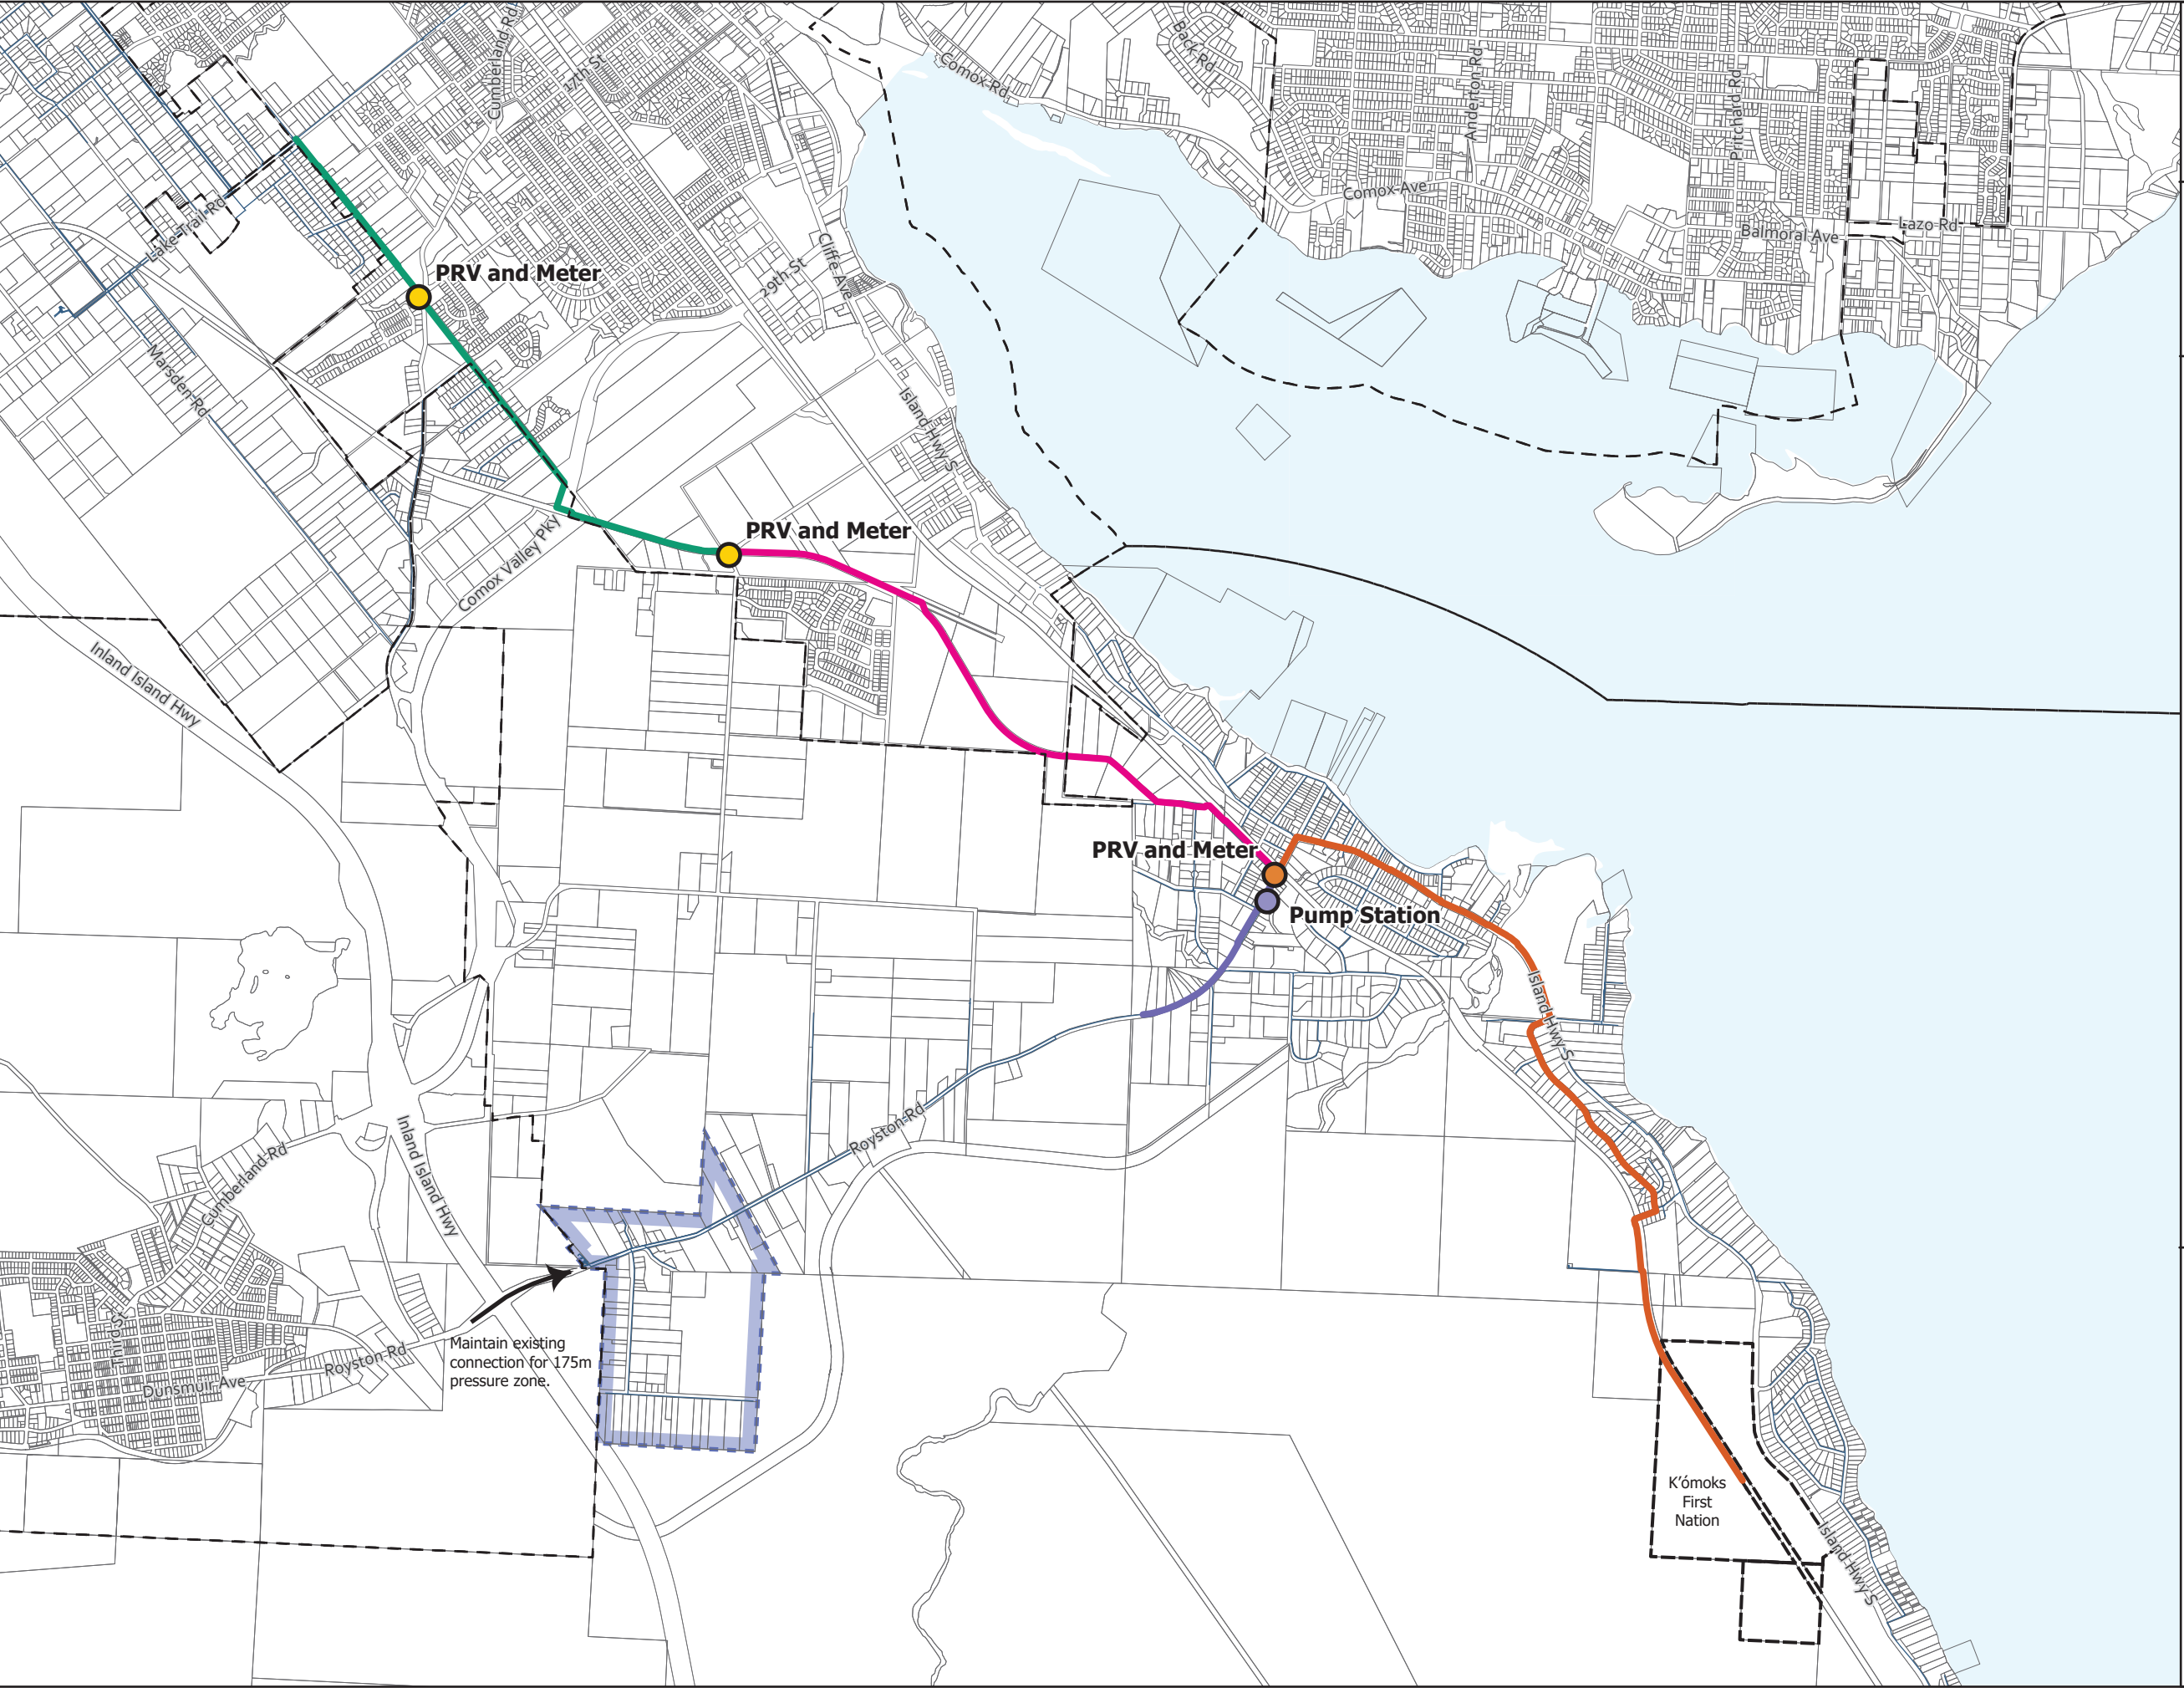 Cumberland Rd
17th St
Back Rd
Comox Rd
Anderton Rd
Pritchard Rd
Comox Ave
Lake Trail Rd
Balmoral Ave
Lazo Rd
Cliffe Ave
29th St
PRV and Meter
Marsden Rd
Island Hwy S
PRV and Meter
Comox Valley Pky
Inland Island Hwy
PRV and Meter
Pump Station
Island Hwy S
Royston Rd
Cumberland Rd
Inland Island Hwy
Third St
Royston Rd
Dunsmuir Ave
Maintain existing
connection for 175m
pressure zone.
K'ómoks
First
Nation
Island Hwy S